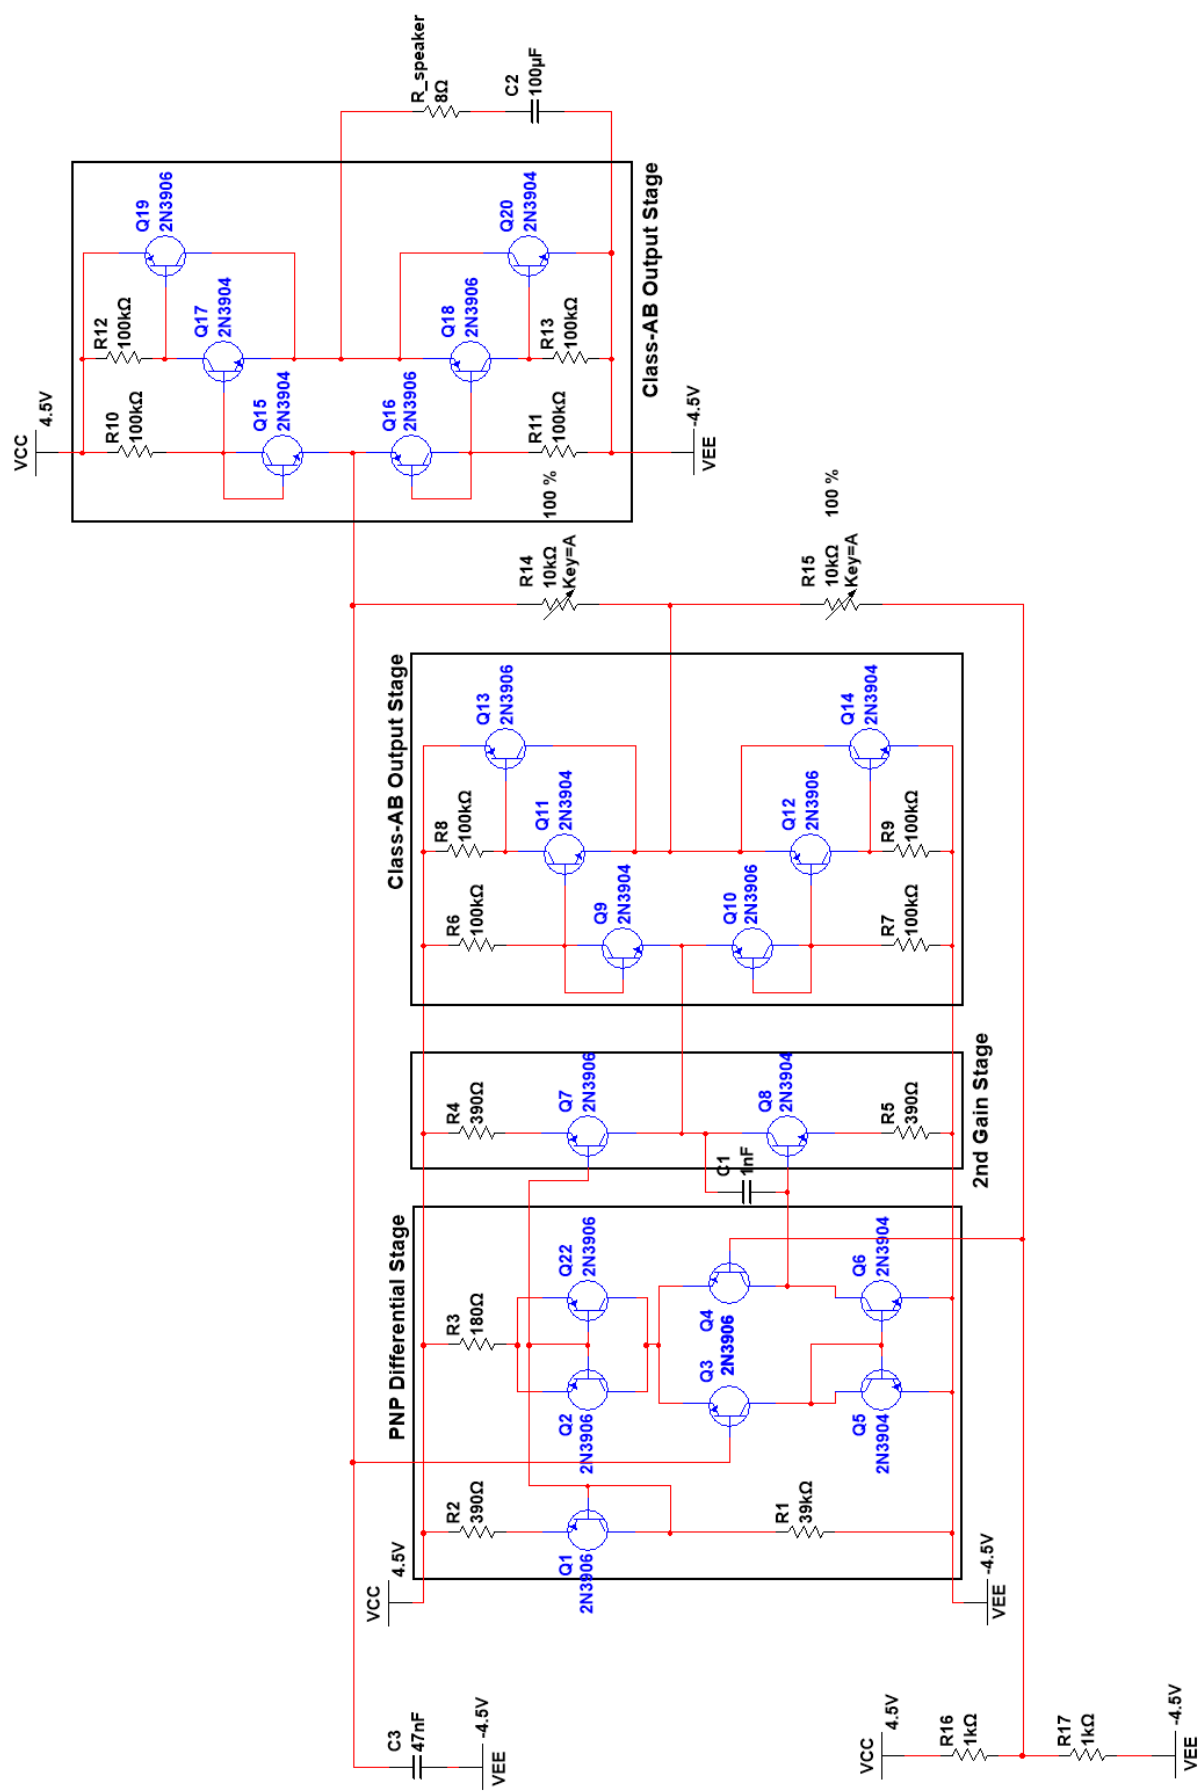 C3
47nF
-4.5V
VEE
VCC
4.5V
R16
1kΩ
R17
1kΩ
-4.5V
VEE
VCC
4.5V
PNP Differential Stage
R2
390Ω
Q1
2N3906
R1
39kΩ
-4.5V
VEE
R3
180Ω
Q2
2N3906
Q22
2N3906
Q3
Q4
2N3906
2N3906
Q5
2N3904
Q6
2N3904
R4
390Ω
Q7
2N3906
C1
1nF
Q8
2N3904
R5
390Ω
2nd Gain Stage
Class-AB Output Stage
R6
100kΩ
R8
100kΩ
Q9
2N3904
Q11
2N3904
Q13
2N3906
Q10
2N3906
Q12
2N3906
Q14
2N3904
R7
100kΩ
R9
100kΩ
R14
10kΩ
Key=A
100 %
R15
10kΩ
Key=A
100 %
VCC
4.5V
R10
100kΩ
R12
100kΩ
Q15
2N3904
Q17
2N3904
Q19
2N3906
Q16
2N3906
Q18
2N3906
Q20
2N3904
R11
100kΩ
R13
100kΩ
-4.5V
VEE
Class-AB Output Stage
R_speaker
8Ω
C2
100µF